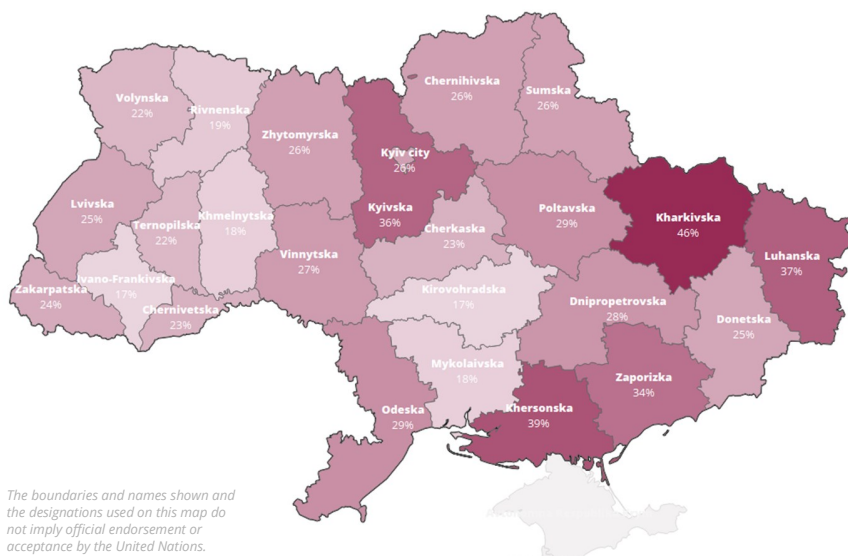 Chernihivska
26%
Sumska
26%
Volynska
22%
Rivnenska
19%
Zhytomyrska
26%
Kyiv city
26%
Lvivska
25%
Ternopilska
22%
Khmelnytska
18%
Kyivska
36%
Cherkaska
23%
Poltavska
29%
Kharkivska
46%
Luhanska
37%
Vinnytska
27%
Ivano-Frankivska
17%
Zakarpatska
24%
Chernivetska
23%
Kirovohradska
17%
Dnipropetrovska
28%
Donetska
25%
Mykolaivska
18%
Zaporizka
34%
Odeska
29%
Khersonska
39%
The boundaries and names shown and
the designations used on this map do
not imply official endorsement or
acceptance by the United Nations.